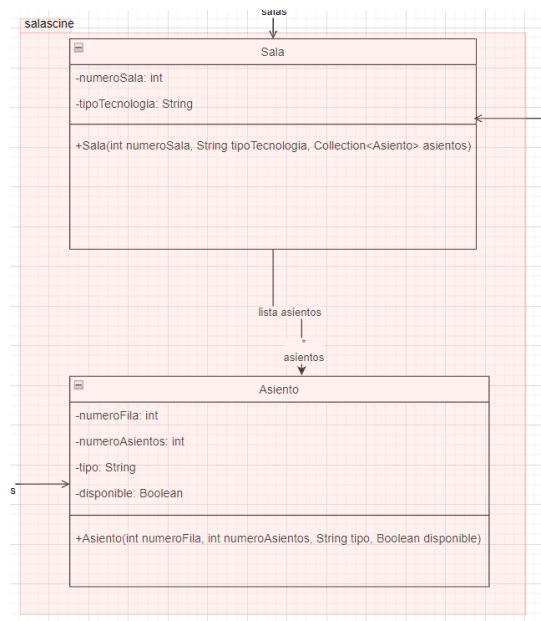 salas
salascine
Sala
-numeroSala: int
-tipoTecnologia: String
+Sala(int numeroSala, String tipoTecnologia, Collection<Asiento> asientos)
lista asientos
*
asientos
Asiento
-numeroFila: int
-numeroAsientos: int
-tipo: String
-disponible: Boolean
s
+Asiento(int numeroFila, int numeroAsientos, String tipo, Boolean disponible)